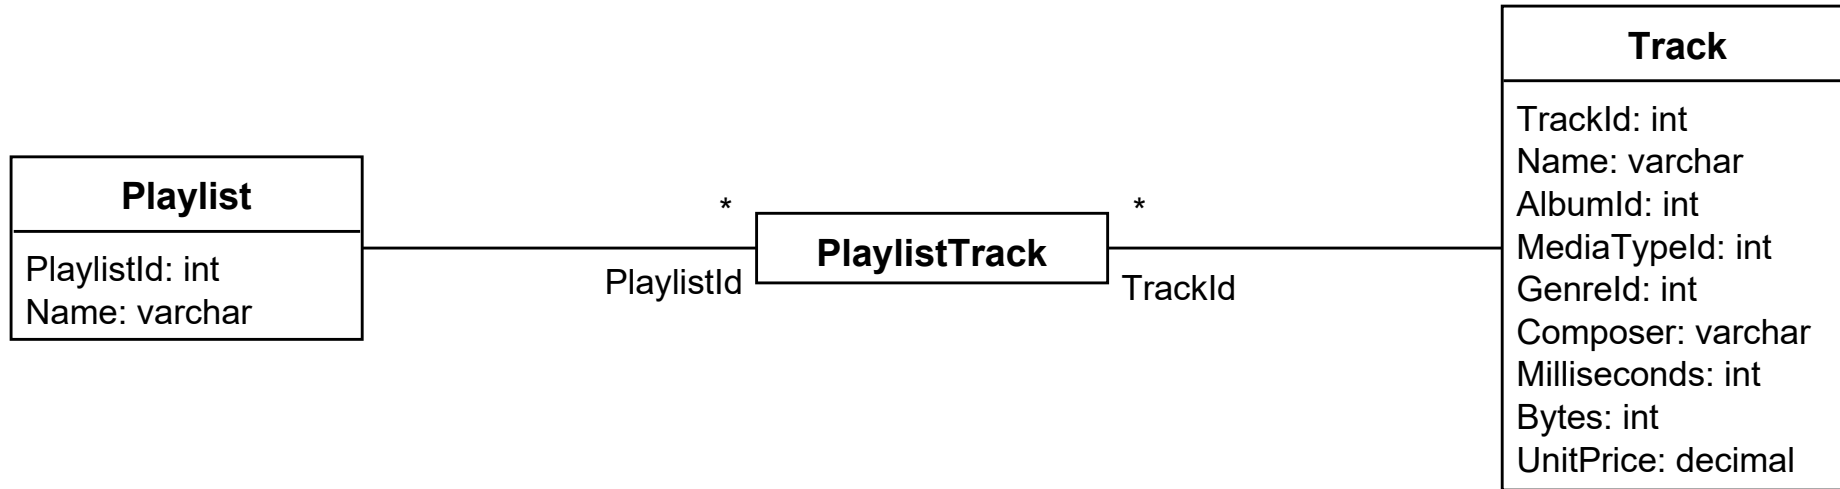 Playlist
PlaylistId: int
Name: varchar
*
PlaylistId
PlaylistTrack
*
TrackId
Track
TrackId: int
Name: varchar
AlbumId: int
MediaTypeId: int
GenreId: int
Composer: varchar
Milliseconds: int
Bytes: int
UnitPrice: decimal